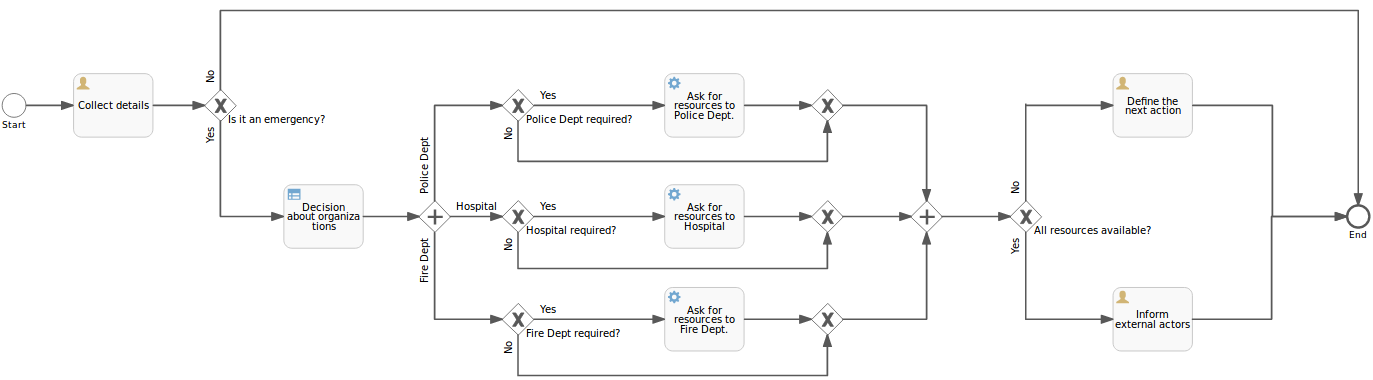 Start
Collect details
No
Yes
Is it an emergency?
Decision
about organiza
tions
Police Dept
Hospital
Fire Dept
Yes
No
Police Dept required?
Ask for
resources to
Police Dept.
Yes
No
Hospital required?
Ask for
resources to
Hospital
Yes
No
Fire Dept required?
Ask for
resources to
Fire Dept.
No
Yes
All resources available?
Define the
next action
Inform
external actors
End